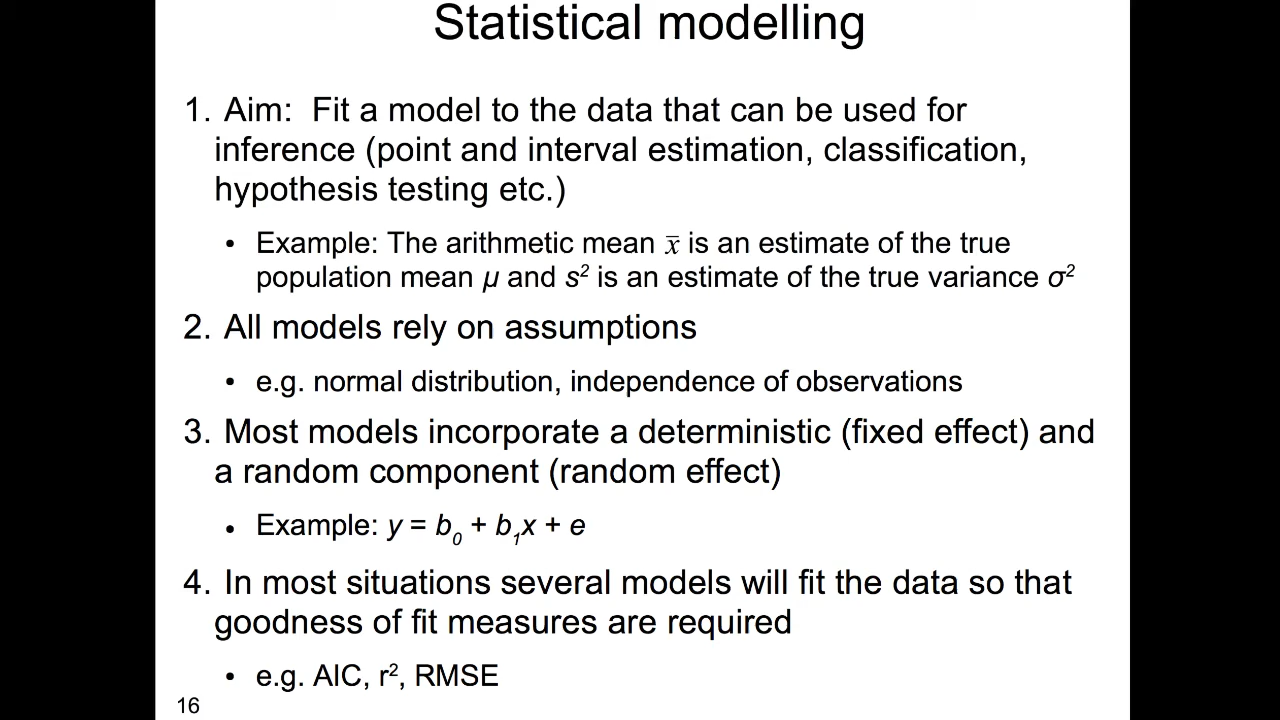 Statistical modelling
1. Aim: Fit a model to the data that can be used for
inference (point and interval estimation, classification,
hypothesis testing etc.)
• Example: The arithmetic mean x̅ is an estimate of the true
population mean μ and s² is an estimate of the true variance σ²
2. All models rely on assumptions
• e.g. normal distribution, independence of observations
3. Most models incorporate a deterministic (fixed effect) and
a random component (random effect)
• Example: y = b₀ + b₁x + e
4. In most situations several models will fit the data so that
goodness of fit measures are required
• e.g. AIC, r², RMSE
16